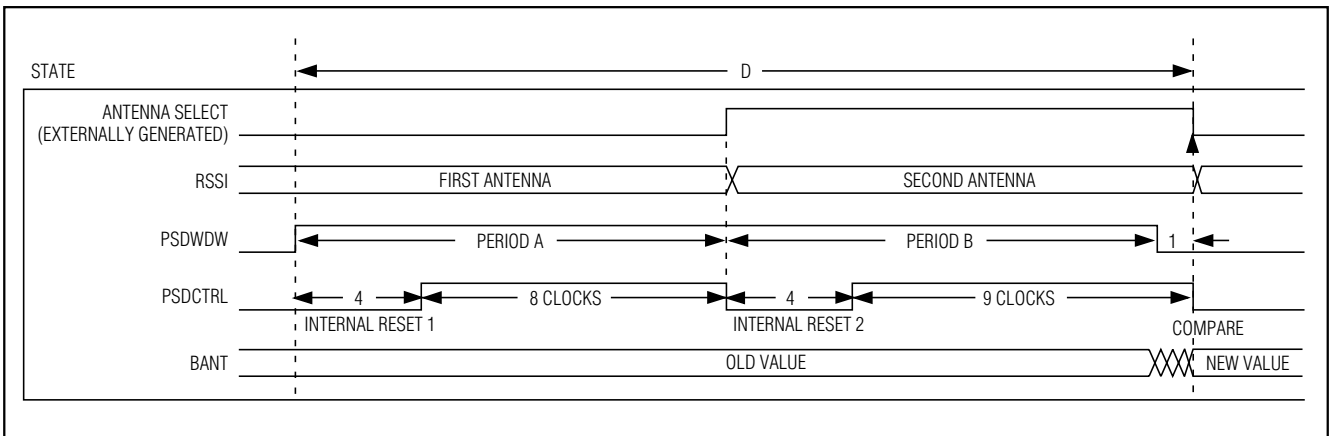 STATE
D
ANTENNA SELECT
(EXTERNALLY GENERATED)
RSSI
FIRST ANTENNA
SECOND ANTENNA
PSDWDW
PERIOD A
PERIOD B
1
PSDCTRL
4
8 CLOCKS
4
9 CLOCKS
INTERNAL RESET 1
INTERNAL RESET 2
COMPARE
BANT
OLD VALUE
NEW VALUE